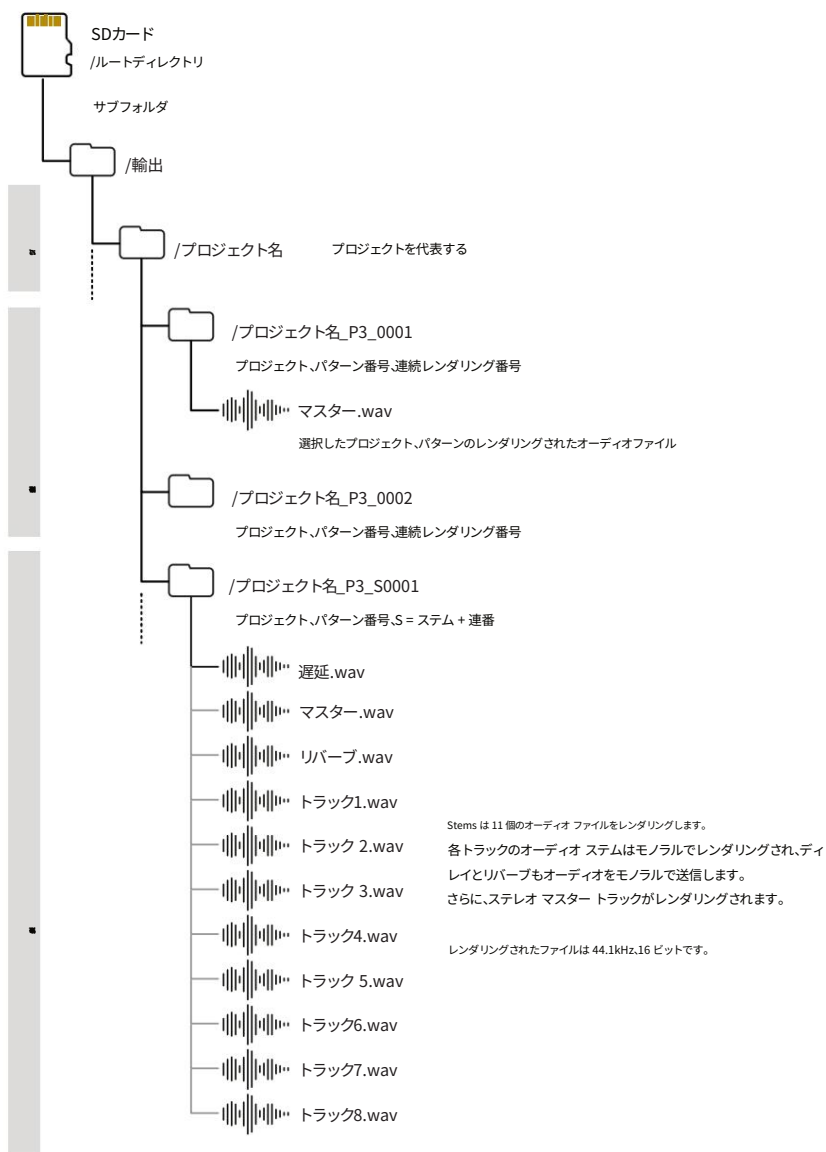 SDカード
/ルートディレクトリ
サブフォルダ
/輸出
/プロジェクト名
プロジェクトを代表する
/プロジェクト名_P3_0001
プロジェクト、パターン番号、連続レンダリング番号
マスター.wav
選択したプロジェクト、パターンのレンダリングされたオーディオファイル
/プロジェクト名_P3_0002
プロジェクト、パターン番号、連続レンダリング番号
/プロジェクト名_P3_S0001
プロジェクト、パターン番号、S = ステム + 連番
遅延.wav
マスター.wav
リバーブ.wav
トラック1.wav
トラック 2.wav
トラック 3.wav
トラック4.wav
トラック 5.wav
トラック6.wav
トラック7.wav
トラック8.wav
Stems は 11 個のオーディオ ファイルをレンダリングします。
各トラックのオーディオ ステムはモノラルでレンダリングされ、ディ
レイとリバーブもオーディオをモノラルで送信します。
さらに、ステレオ マスター トラックがレンダリングされます。
レンダリングされたファイルは 44.1kHz、16 ビットです。